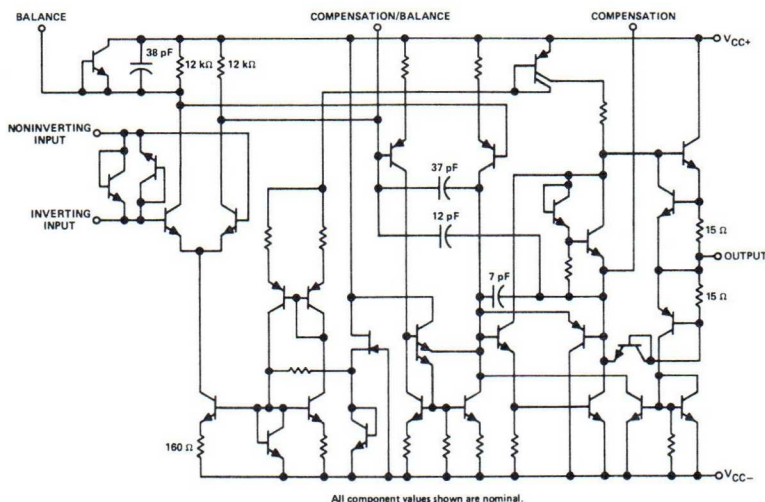 BALANCE
COMPENSATION/BALANCE
COMPENSATION
VCC+
38 pF
12 kΩ
12 kΩ
NONINVERTING
INPUT
INVERTING
INPUT
37 pF
12 pF
7 pF
15 Ω
OUTPUT
15 Ω
160 Ω
VCC−
All component values shown are nominal.